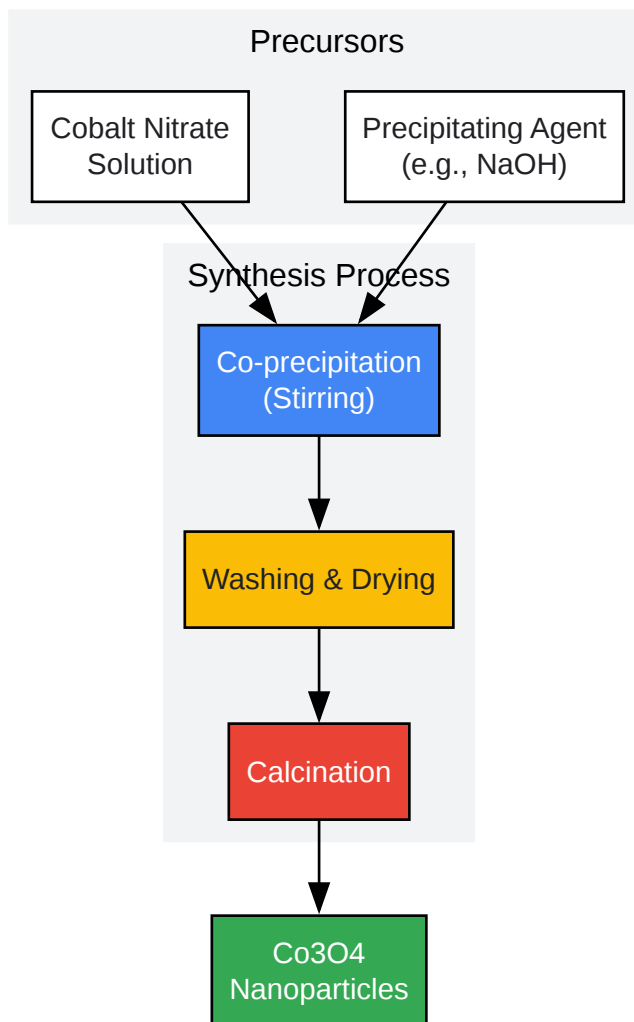 Precursors
Cobalt Nitrate
Solution
Precipitating Agent
(e.g., NaOH)
Synthesis Process
Co-precipitation
(Stirring)
Washing & Drying
Calcination
Co3O4
Nanoparticles